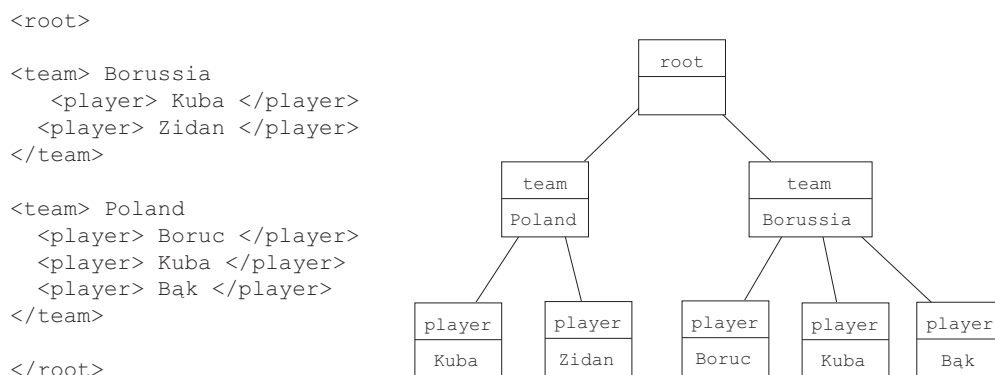 <root>
<team> Borussia
<player> Kuba </player>
<player> Zidan </player>
</team>
<team> Poland
<player> Boruc </player>
<player> Kuba </player>
<player> Bąk </player>
</team>
</root>
root
team
Poland
team
Borussia
player
Kuba
player
Zidan
player
Boruc
player
Kuba
player
Bąk